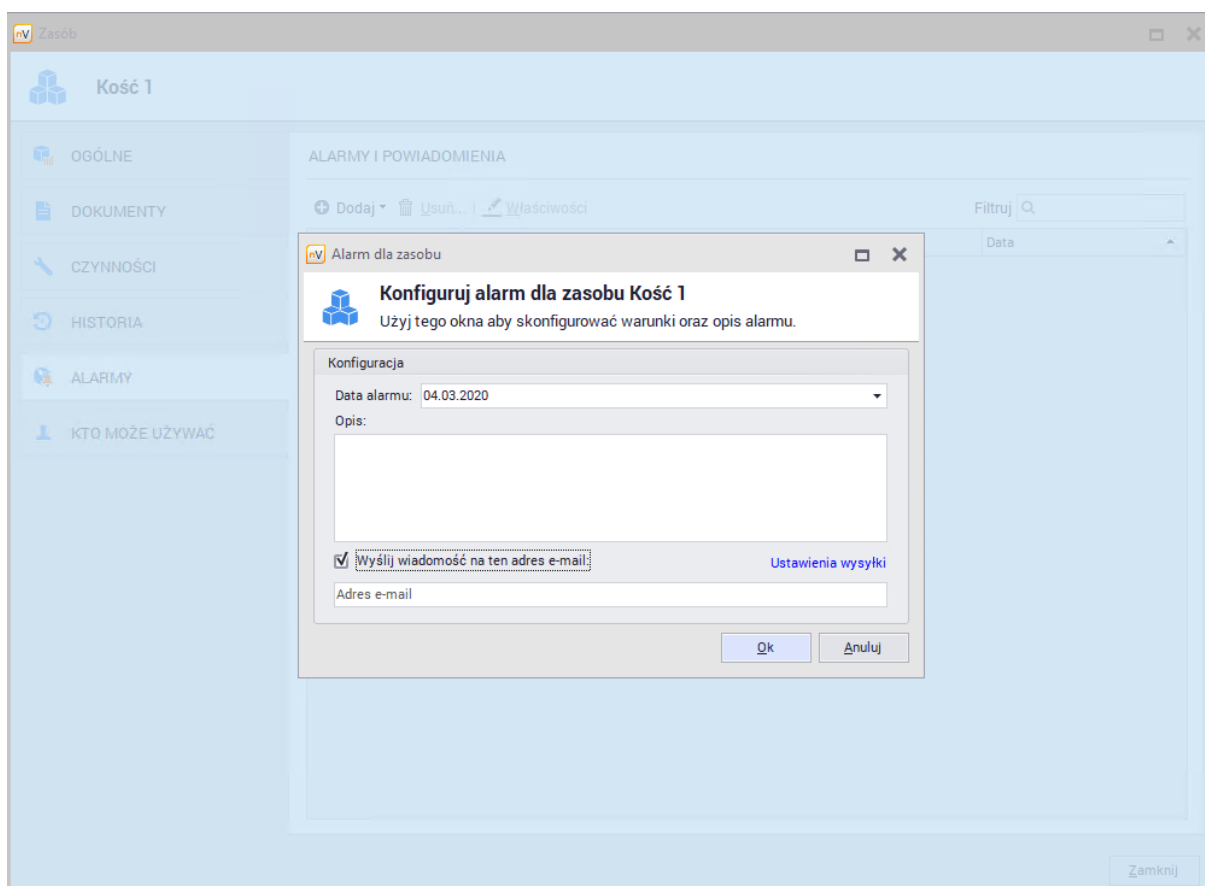 nV Zasób
Kość 1
OGÓLNE
DOKUMENTY
CZYNNOŚCI
HISTORIA
ALARMY
KTO MOŻE UŻYWAĆ
ALARMY I POWIADOMIENIA
Dodaj Usuń... Właściwości Filtruj
Data
nV Alarm dla zasobu
Konfiguruj alarm dla zasobu Kość 1
Użyj tego okna aby skonfigurować warunki oraz opis alarmu.
Konfiguracja
Data alarmu: 04.03.2020
Opis:
Wyślij wiadomość na ten adres e-mail: Ustawienia wysyłki
Adres e-mail
Ok Anuluj
Zamknij